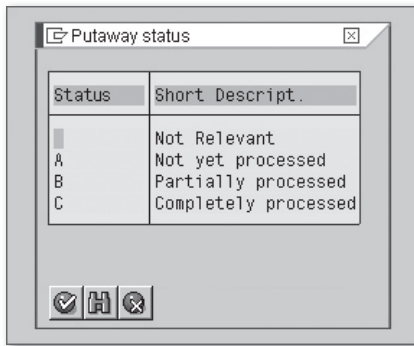 Putaway status
Status Short Descript.
Not Relevant
A Not yet processed
B Partially processed
C Completely processed